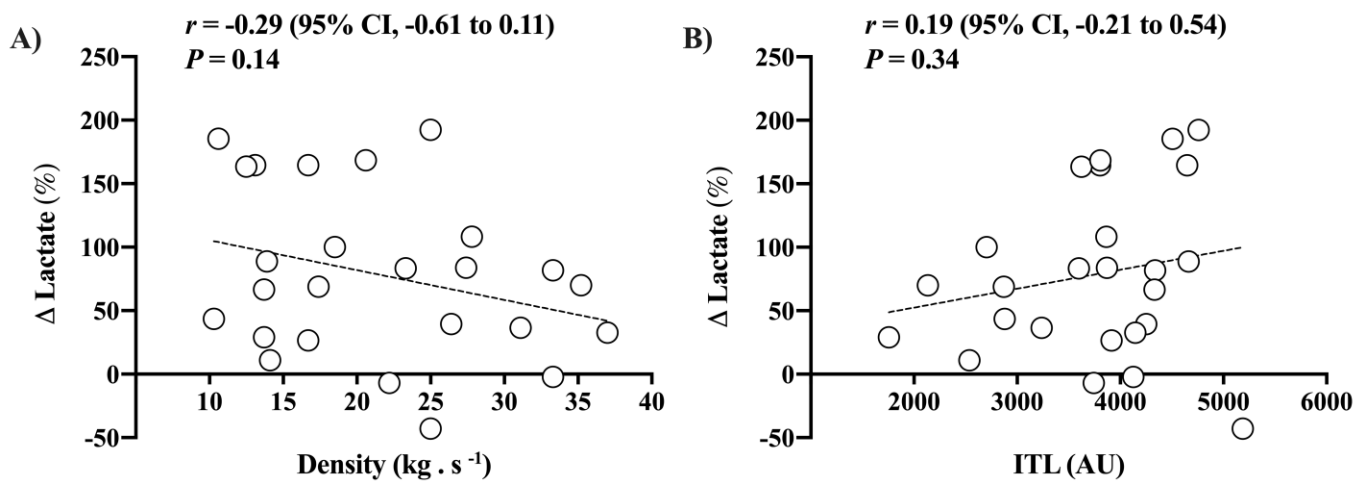 A)
r = -0.29 (95% CI, -0.61 to 0.11)
P = 0.14
250
200
150
100
50
0
-50
Δ Lactate (%)
10 15 20 25 30 35 40
Density (kg . s -1)
B)
r = 0.19 (95% CI, -0.21 to 0.54)
P = 0.34
250
200
150
100
50
0
-50
Δ Lactate (%)
2000 3000 4000 5000 6000
ITL (AU)